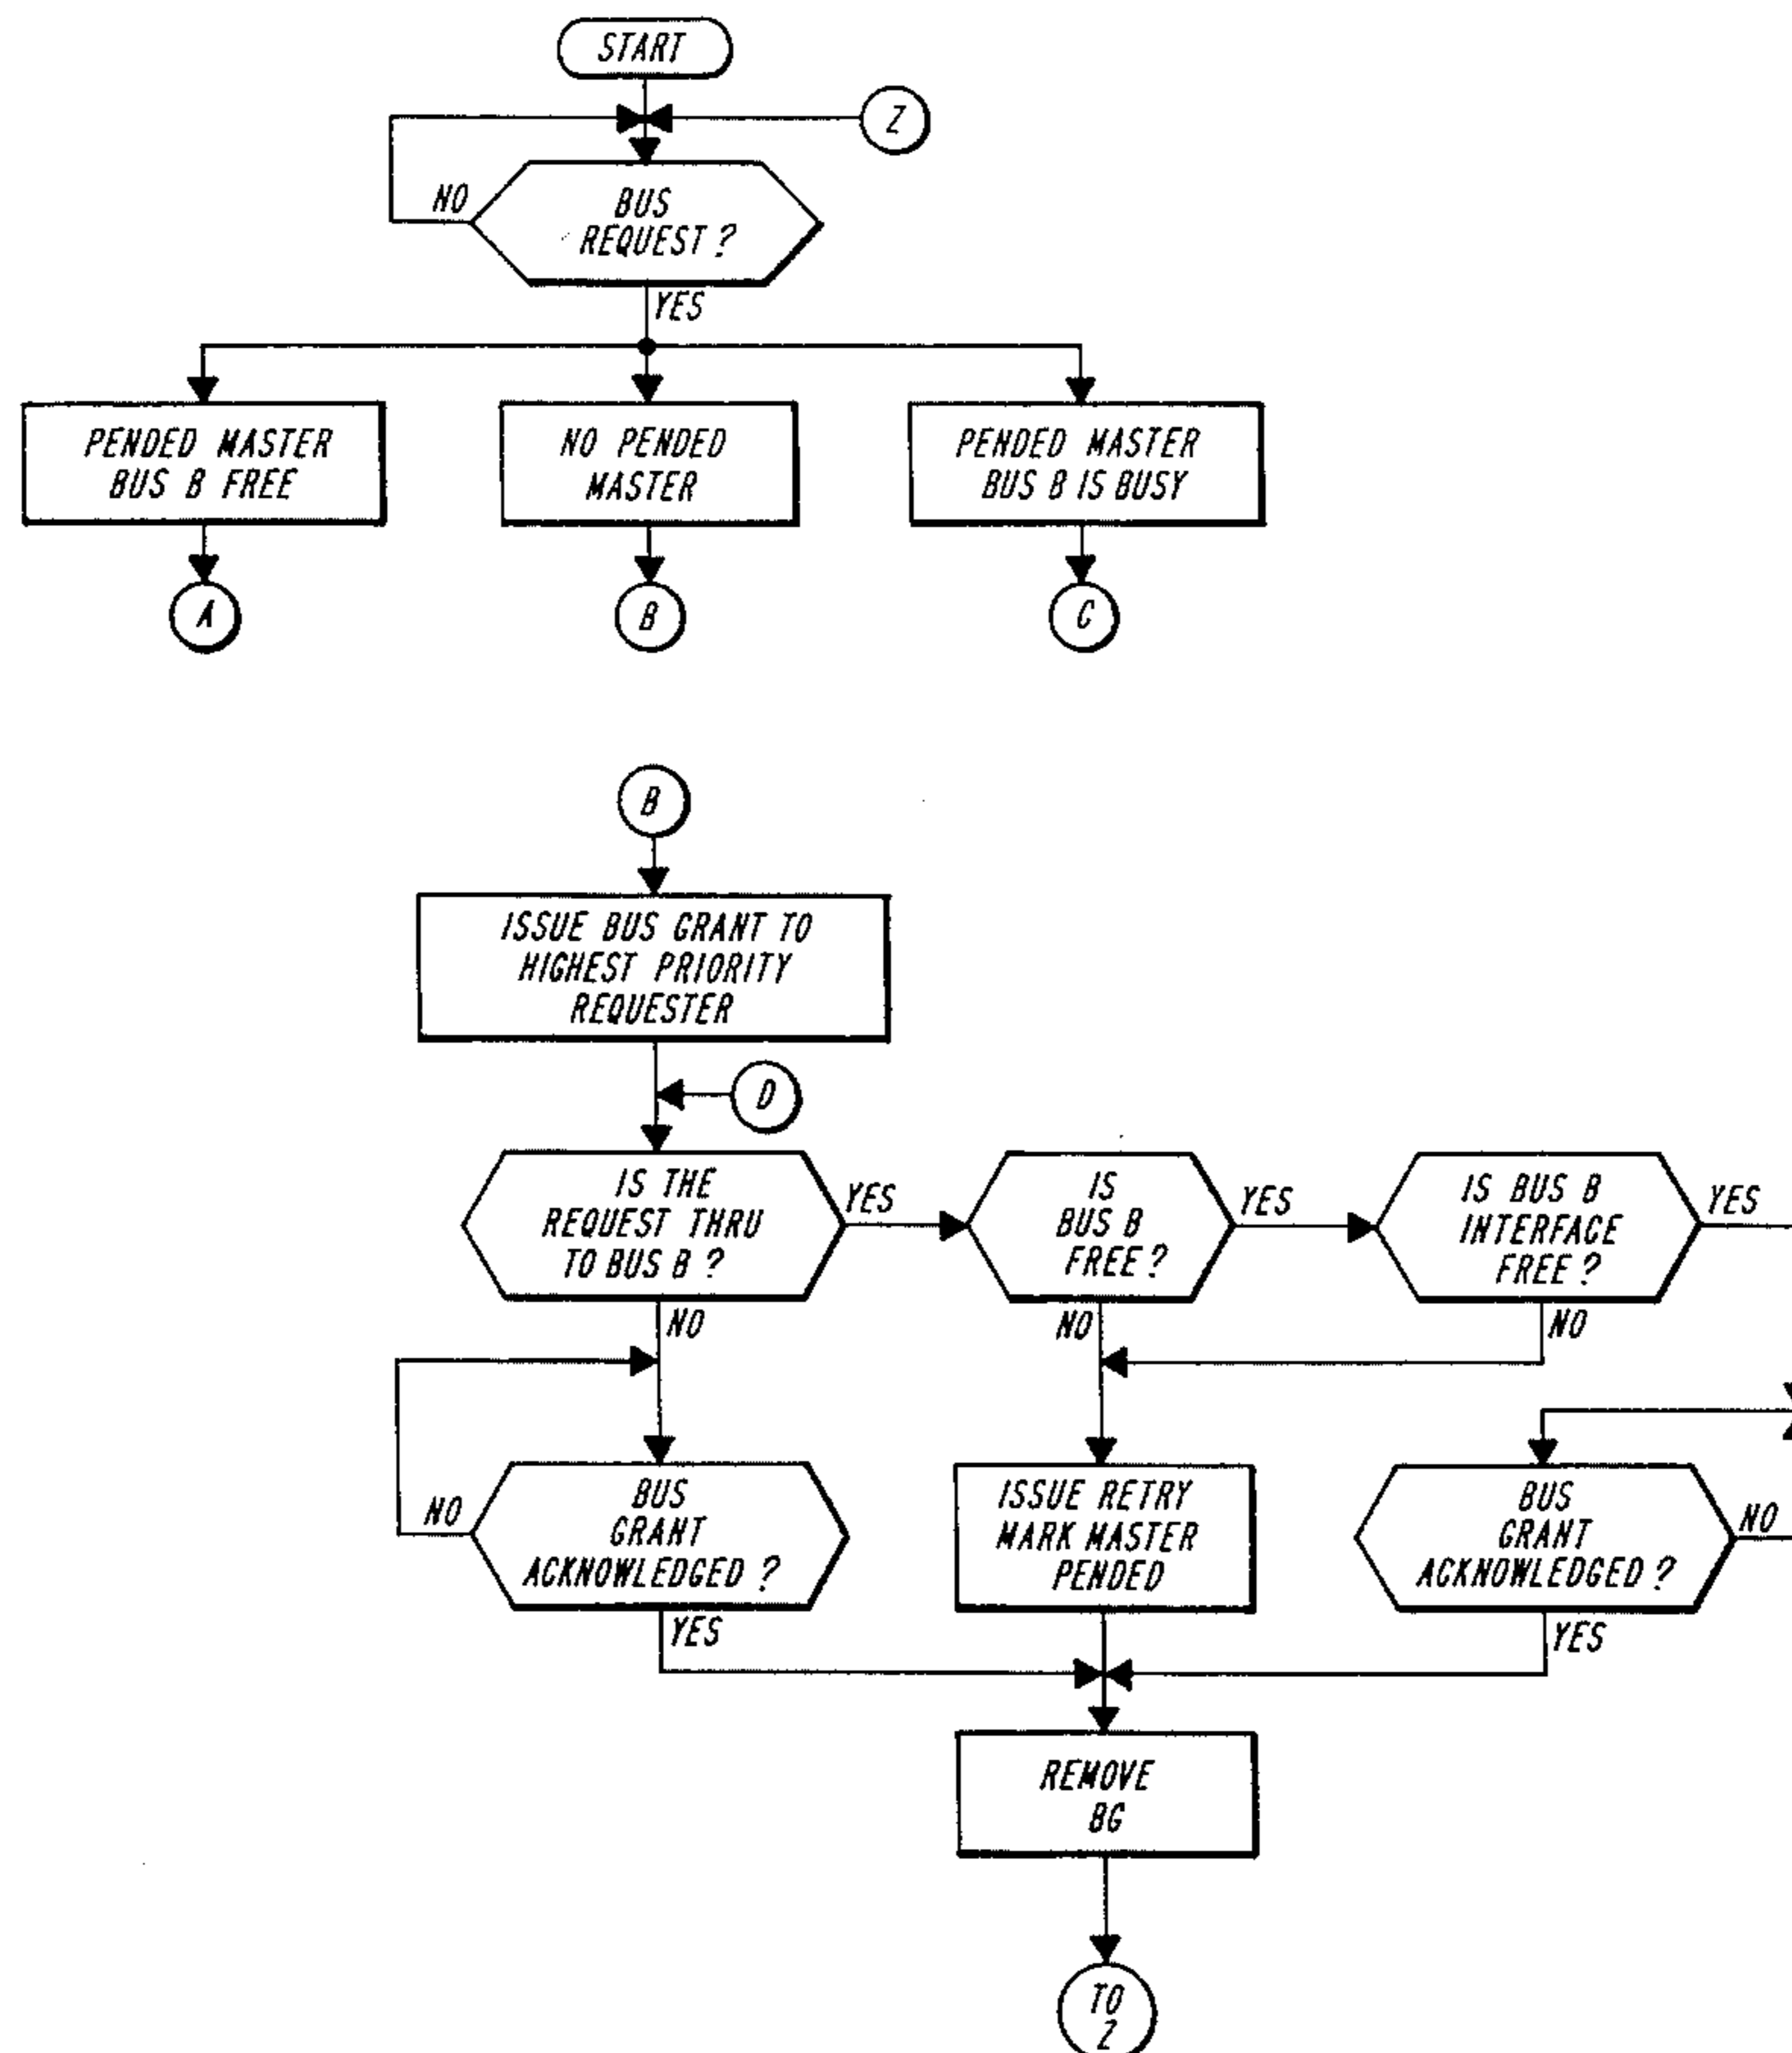 START
Z
NO
BUS
REQUEST?
YES
PENDED MASTER
BUS B FREE
NO PENDED
MASTER
PENDED MASTER
BUS B IS BUSY
A
B
C
B
ISSUE BUS GRANT TO
HIGHEST PRIORITY
REQUESTER
D
IS THE
REQUEST THRU
TO BUS B?
YES
IS
BUS B
FREE?
YES
IS BUS B
INTERFACE
FREE?
YES
NO
NO
NO
NO
BUS
GRANT
ACKNOWLEDGED?
ISSUE RETRY
MARK MASTER
PENDED
BUS
GRANT
ACKNOWLEDGED?
NO
YES
YES
REMOVE
BG
TO
Z